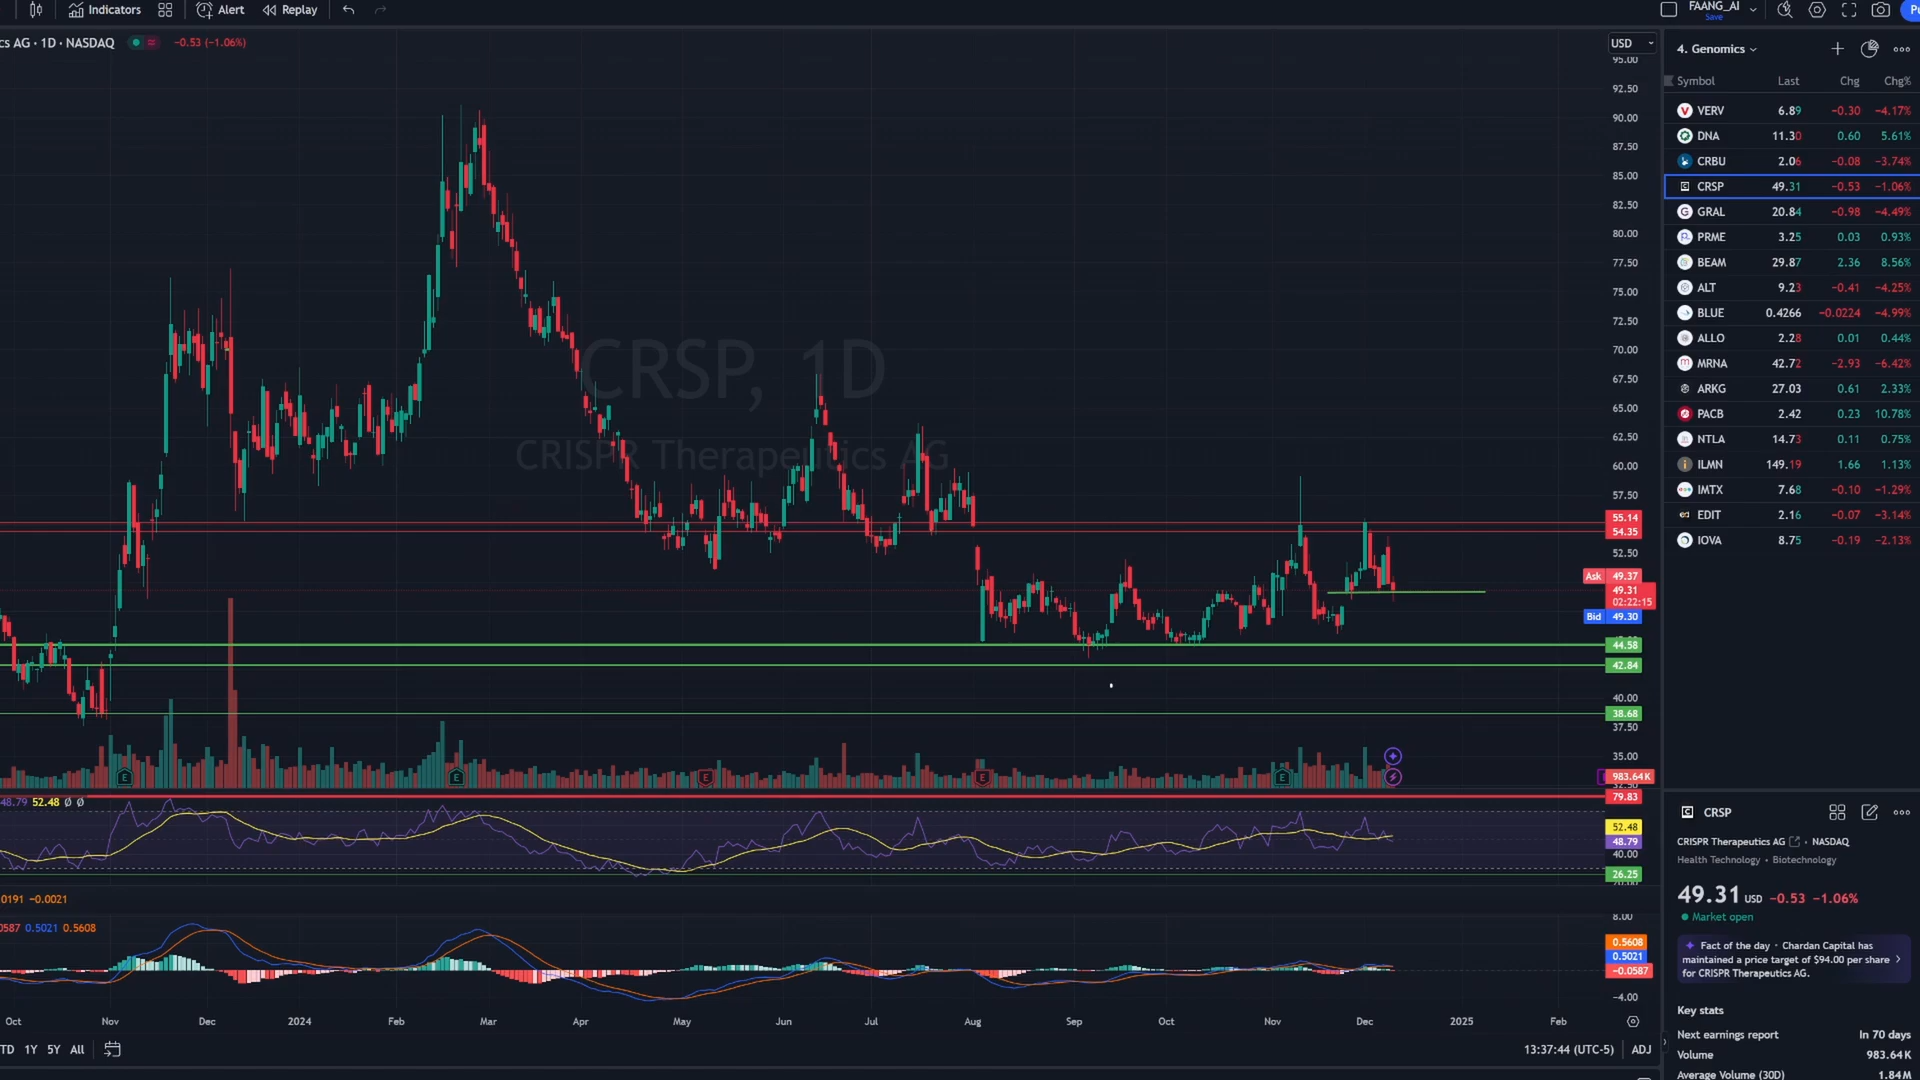 Indicators Alert Replay FAANG_AI Save
cs AG · 1D · NASDAQ −0.53 (−1.06%)
USD
95.00
92.50
90.00
87.50
85.00
82.50
80.00
77.50
75.00
72.50
70.00
67.50
65.00
62.50
60.00
57.50
55.14
54.35
52.50
Ask 49.37
49.31
02:22:15
Bid 49.30
44.58
42.84
40.00
38.68
37.50
35.00
983.64K
32.50
CRSP, 1D
CRISPR Therapeutics AG
E E E E E
48.79 52.48 Ø Ø
79.83
52.48
48.79
40.00
26.25
0191 −0.0021
0587 0.5021 0.5608
8.00
0.5608
0.5021
−0.0587
−4.00
Oct Nov Dec 2024 Feb Mar Apr May Jun Jul Aug Sep Oct Nov Dec 2025 Feb
TD 1Y 5Y All 13:37:44 (UTC-5) ADJ
4. Genomics
Symbol Last Chg Chg%
VERV 6.89 −0.30 −4.17%
DNA 11.30 0.60 5.61%
CRBU 2.06 −0.08 −3.74%
CRSP 49.31 −0.53 −1.06%
GRAL 20.84 −0.98 −4.49%
PRME 3.25 0.03 0.93%
BEAM 29.87 2.36 8.56%
ALT 9.23 −0.41 −4.25%
BLUE 0.4266 −0.0224 −4.99%
ALLO 2.28 0.01 0.44%
MRNA 42.72 −2.93 −6.42%
ARKG 27.03 0.61 2.33%
PACB 2.42 0.23 10.78%
NTLA 14.73 0.11 0.75%
ILMN 149.19 1.66 1.13%
IMTX 7.68 −0.10 −1.29%
EDIT 2.16 −0.07 −3.14%
IOVA 8.75 −0.19 −2.13%
CRSP
CRISPR Therapeutics AG · NASDAQ
Health Technology • Biotechnology
49.31 USD −0.53 −1.06%
Market open
Fact of the day · Chardan Capital has
maintained a price target of $94.00 per share
for CRISPR Therapeutics AG.
Key stats
Next earnings report In 70 days
Volume 983.64K
Average Volume (30D) 1.84M